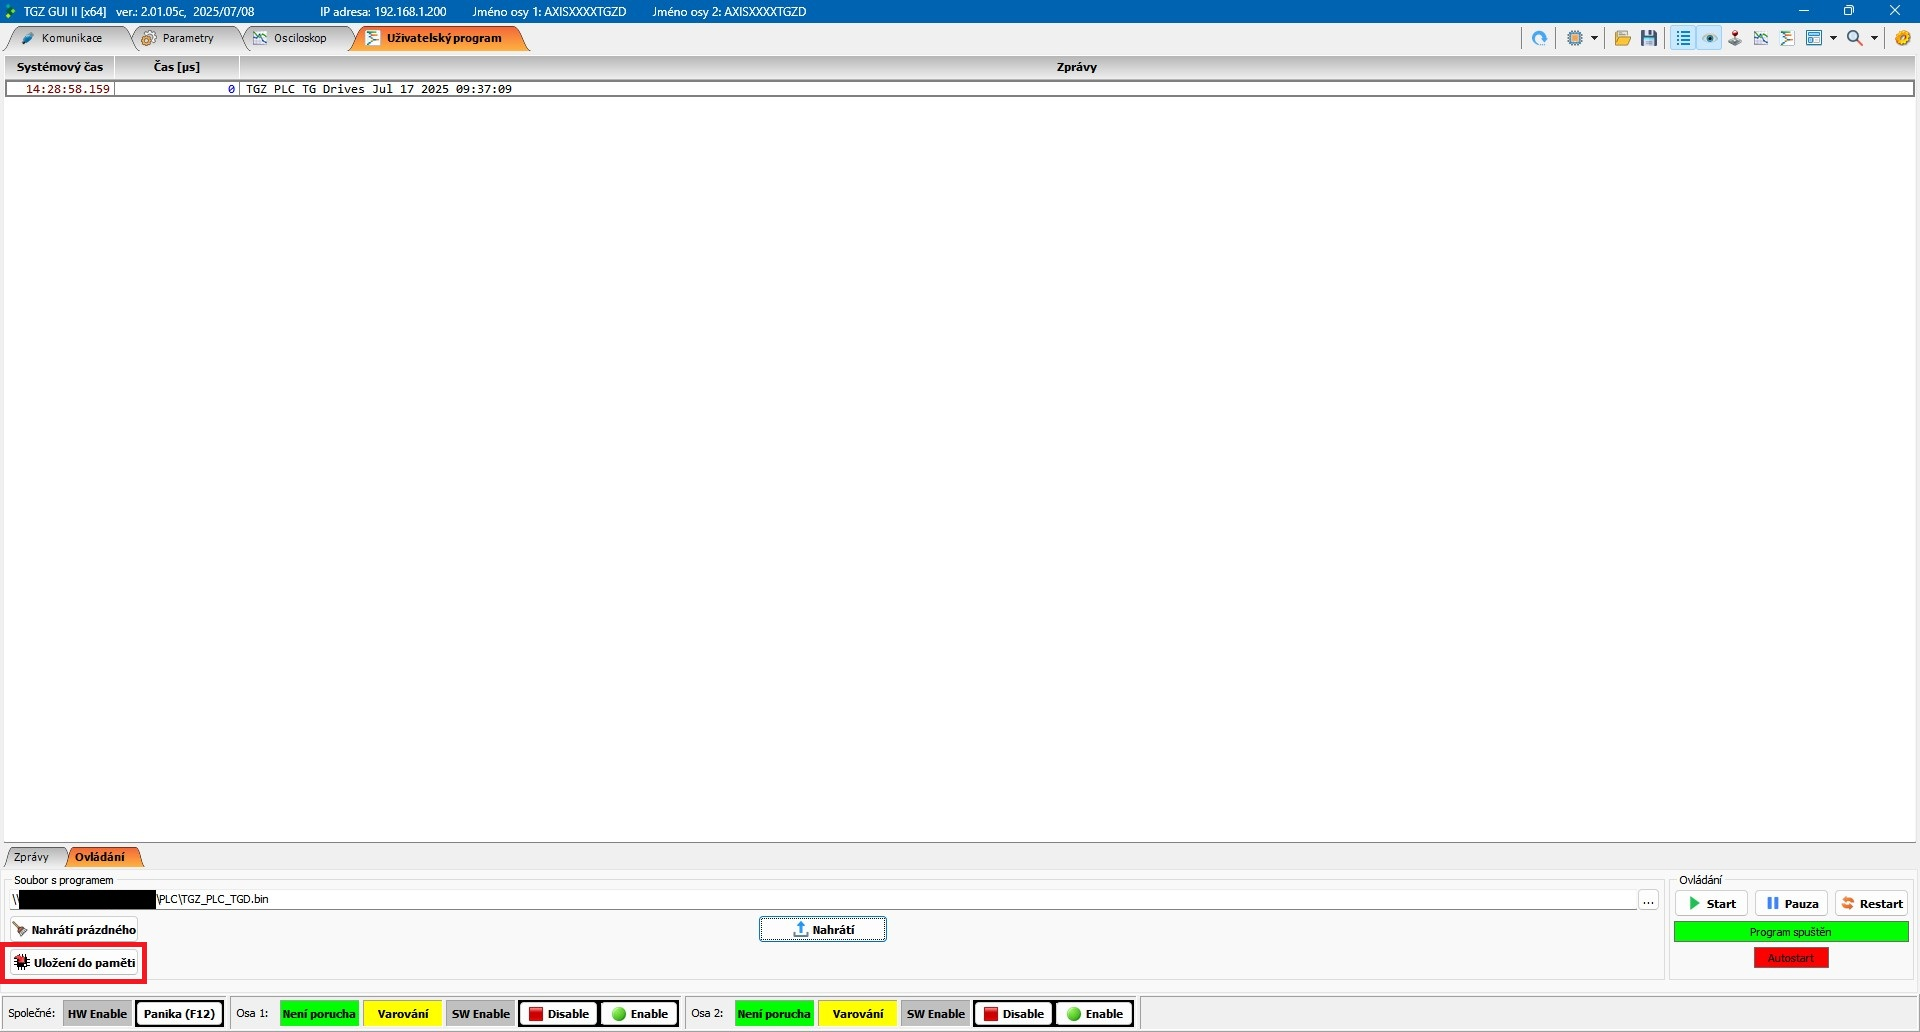 TGZ GUI II [x64] ver.: 2.01.05c, 2025/07/08 IP adresa: 192.168.1.200 Jméno osy 1: AXISXXXXTGZD Jméno osy 2: AXISXXXXTGZD
Komunikace Parametry Osciloskop Uživatelský program
Systémový čas Čas [µs] Zprávy
14:28:58.159 0 TGZ PLC TG Drives Jul 17 2025 09:37:09
Zprávy Ovládání
Soubor s programem Ovládání
\\ \PLC\TGZ_PLC_TGD.bin ... Start Pauza Restart
Nahrátí prázdného Nahrátí Program spuštěn
Uložení do paměti Autostart
Společné: HW Enable Panika (F12) Osa 1: Není porucha Varování SW Enable Disable Enable Osa 2: Není porucha Varování SW Enable Disable Enable